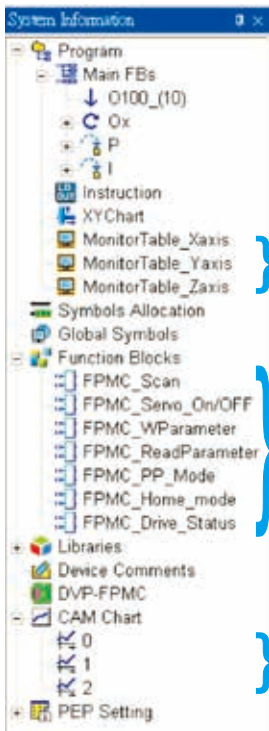 System Information
Program
Main FBs
O100_(10)
Ox
P
I
LD
OUT
Instruction
XYChart
MonitorTable_Xaxis
MonitorTable_Yaxis
MonitorTable_Zaxis
Symbols Allocation
Global Symbols
Function Blocks
FPMC_Scan
FPMC_Servo_On/OFF
FPMC_WParameter
FPMC_ReadParameter
FPMC_PP_Mode
FPMC_Home_mode
FPMC_Drive_Status
Libraries
Device Comments
DVP-FPMC
CAM Chart
0
1
2
PEP Setting